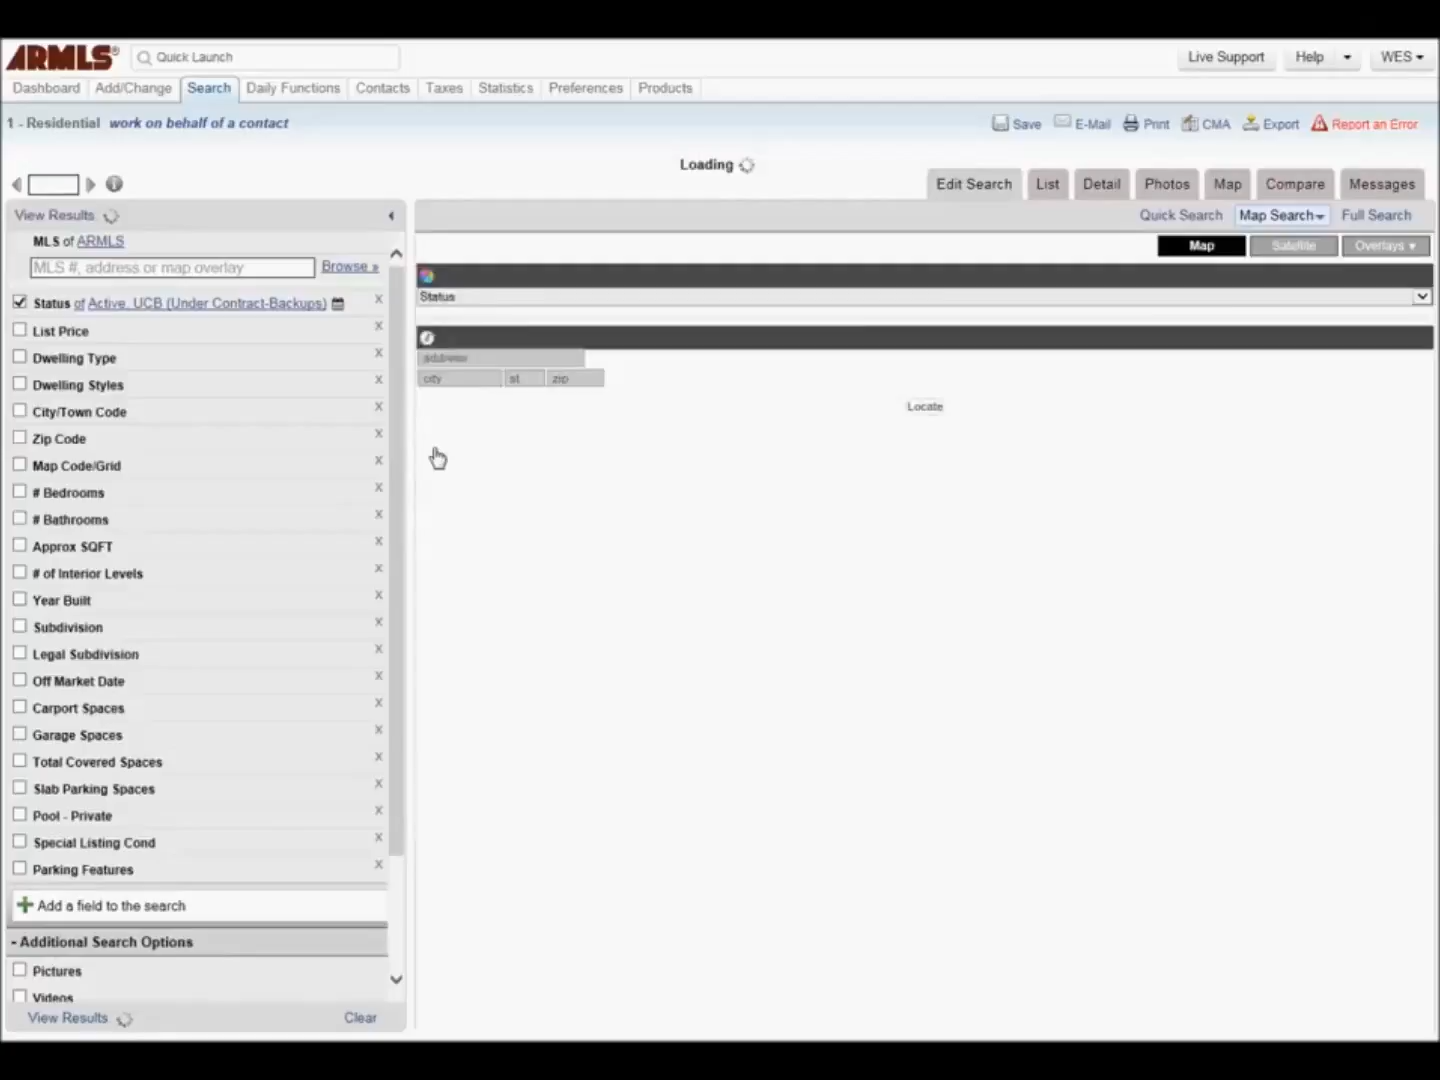 ARMLS®
Quick Launch
Live Support
Help
WES
Dashboard Add/Change Search Daily Functions Contacts Taxes Statistics Preferences Products
1 - Residential work on behalf of a contact
Save E-Mail Print CMA Export Report an Error
Loading
Edit Search List Detail Photos Map Compare Messages
View Results
Quick Search Map Search Full Search
MLS of ARMLS
Map Satellite Overlays
MLS #, address or map overlay
Browse »
Status
Status of Active, UCB (Under Contract-Backups) X
List Price X
address
Dwelling Type X
city st zip
Dwelling Styles X
Locate
City/Town Code X
Zip Code X
Map Code/Grid X
# Bedrooms X
# Bathrooms X
Approx SQFT X
# of Interior Levels X
Year Built X
Subdivision X
Legal Subdivision X
Off Market Date X
Carport Spaces X
Garage Spaces X
Total Covered Spaces X
Slab Parking Spaces X
Pool - Private X
Special Listing Cond X
Parking Features X
Add a field to the search
- Additional Search Options
Pictures
Videos
View Results
Clear